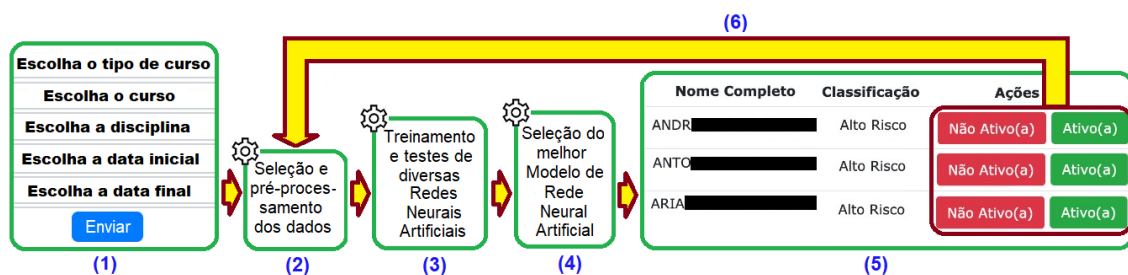 (6)
Escolha o tipo de curso
Escolha o curso
Escolha a disciplina
Escolha a data inicial
Escolha a data final
Enviar
(1)
Seleção e
pré-proces-
samento
dos dados
(2)
Treinamento
e testes de
diversas
Redes
Neurais
Artificiais
(3)
Seleção do
melhor
Modelo de
Rede
Neural
Artificial
(4)
Nome Completo Classificação Ações
ANDR Alto Risco Não Ativo(a) Ativo(a)
ANTO Alto Risco Não Ativo(a) Ativo(a)
ARIA Alto Risco Não Ativo(a) Ativo(a)
(5)